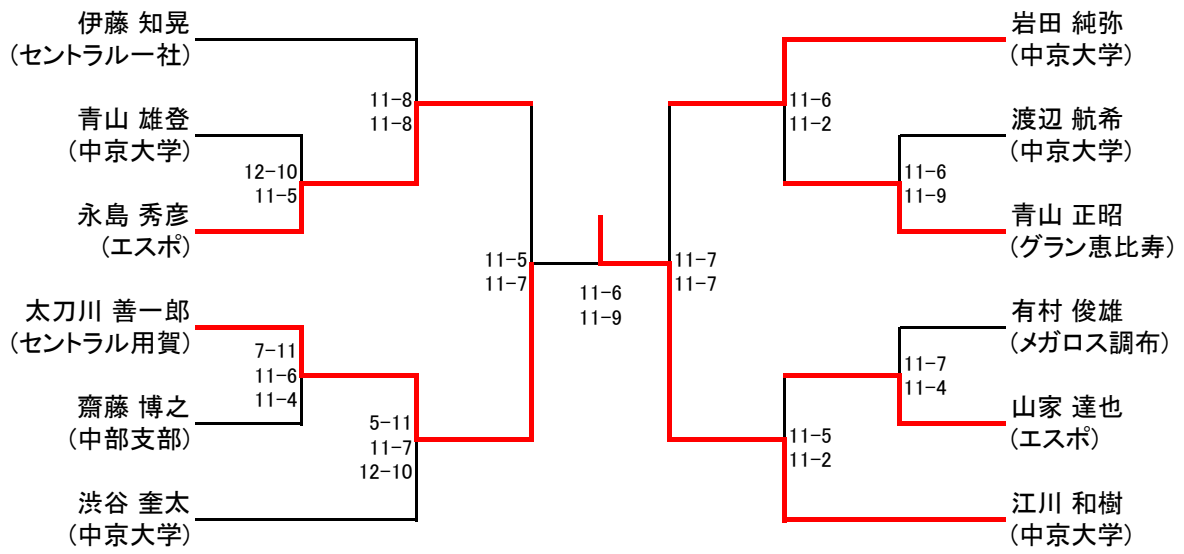 伊藤 知晃
(セントラル一社)
11-8
11-8
青山 雄登
(中京大学)
12-10
11-5
永島 秀彦
(エスポ)
11-5
11-7
太刀川 善一郎
(セントラル用賀)
7-11
11-6
11-4
齋藤 博之
(中部支部)
5-11
11-7
12-10
渋谷 奎太
(中京大学)
11-6
11-9
岩田 純弥
(中京大学)
11-6
11-2
渡辺 航希
(中京大学)
11-6
11-9
青山 正昭
(グラン恵比寿)
11-7
11-7
有村 俊雄
(メガロス調布)
11-7
11-4
山家 達也
(エスポ)
11-5
11-2
江川 和樹
(中京大学)